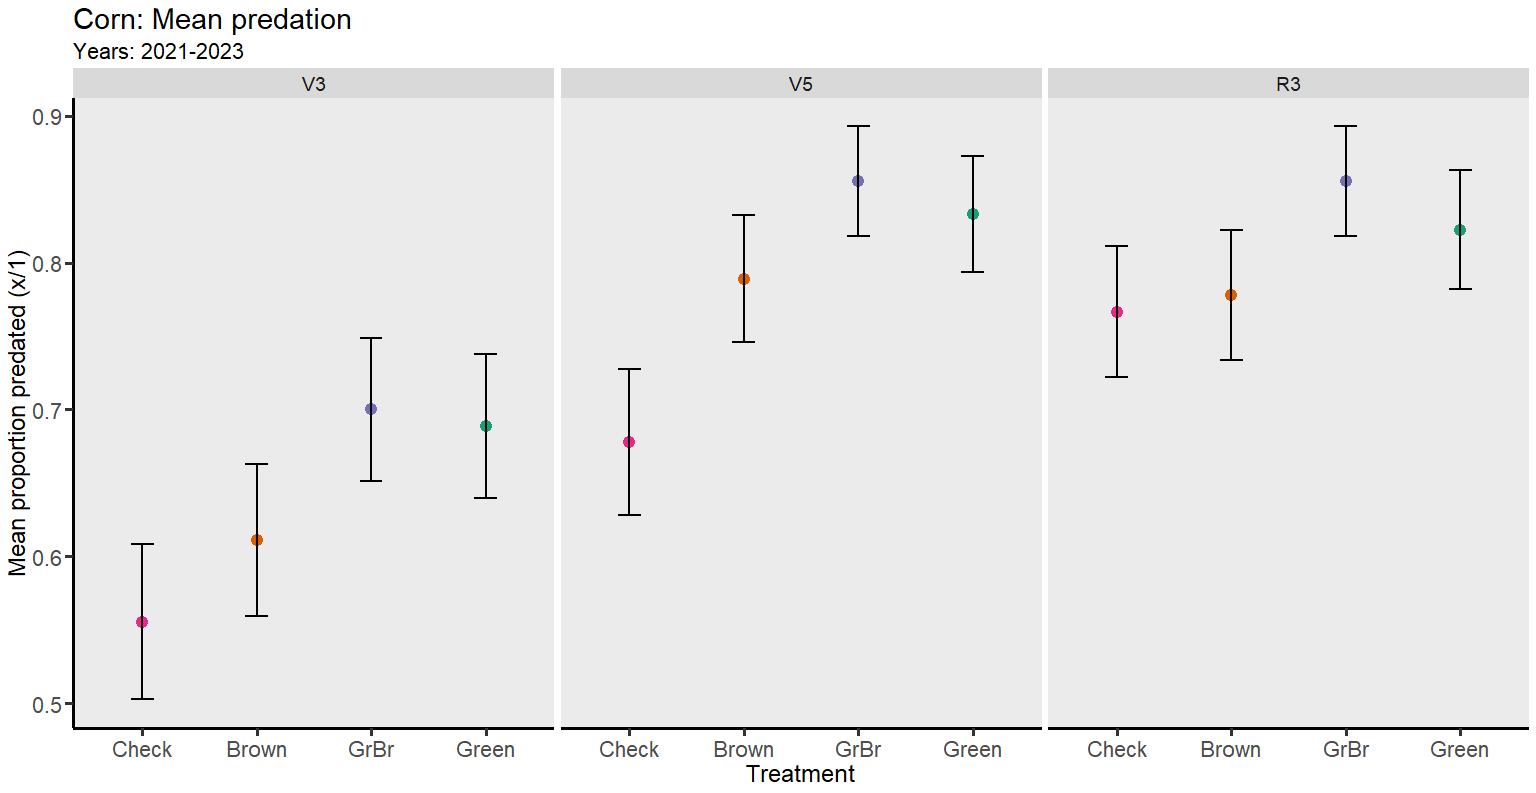 Corn: Mean predation
Years: 2021-2023
V3 V5 R3
Mean proportion predated (x/1)
0.9
0.8
0.7
0.6
0.5
Check Brown GrBr Green Check Brown GrBr Green Check Brown GrBr Green
Treatment